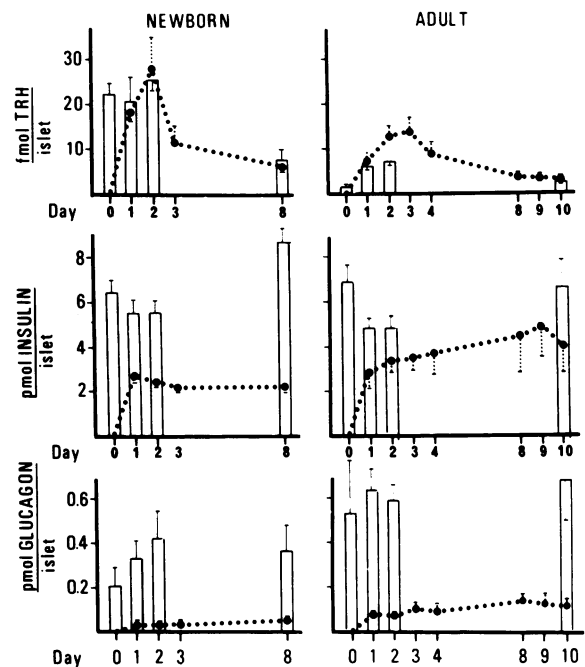 NEWBORN ADULT
fmol TRH
islet
30
20
10
Day 0 1 2 3 8 0 1 2 3 4 8 9 10
pmol INSULIN
islet
8
6
4
2
Day 0 1 2 3 8 0 1 2 3 4 8 9 10
pmol GLUCAGON
islet
0.6
0.4
0.2
Day 0 1 2 3 8 0 1 2 3 4 8 9 10